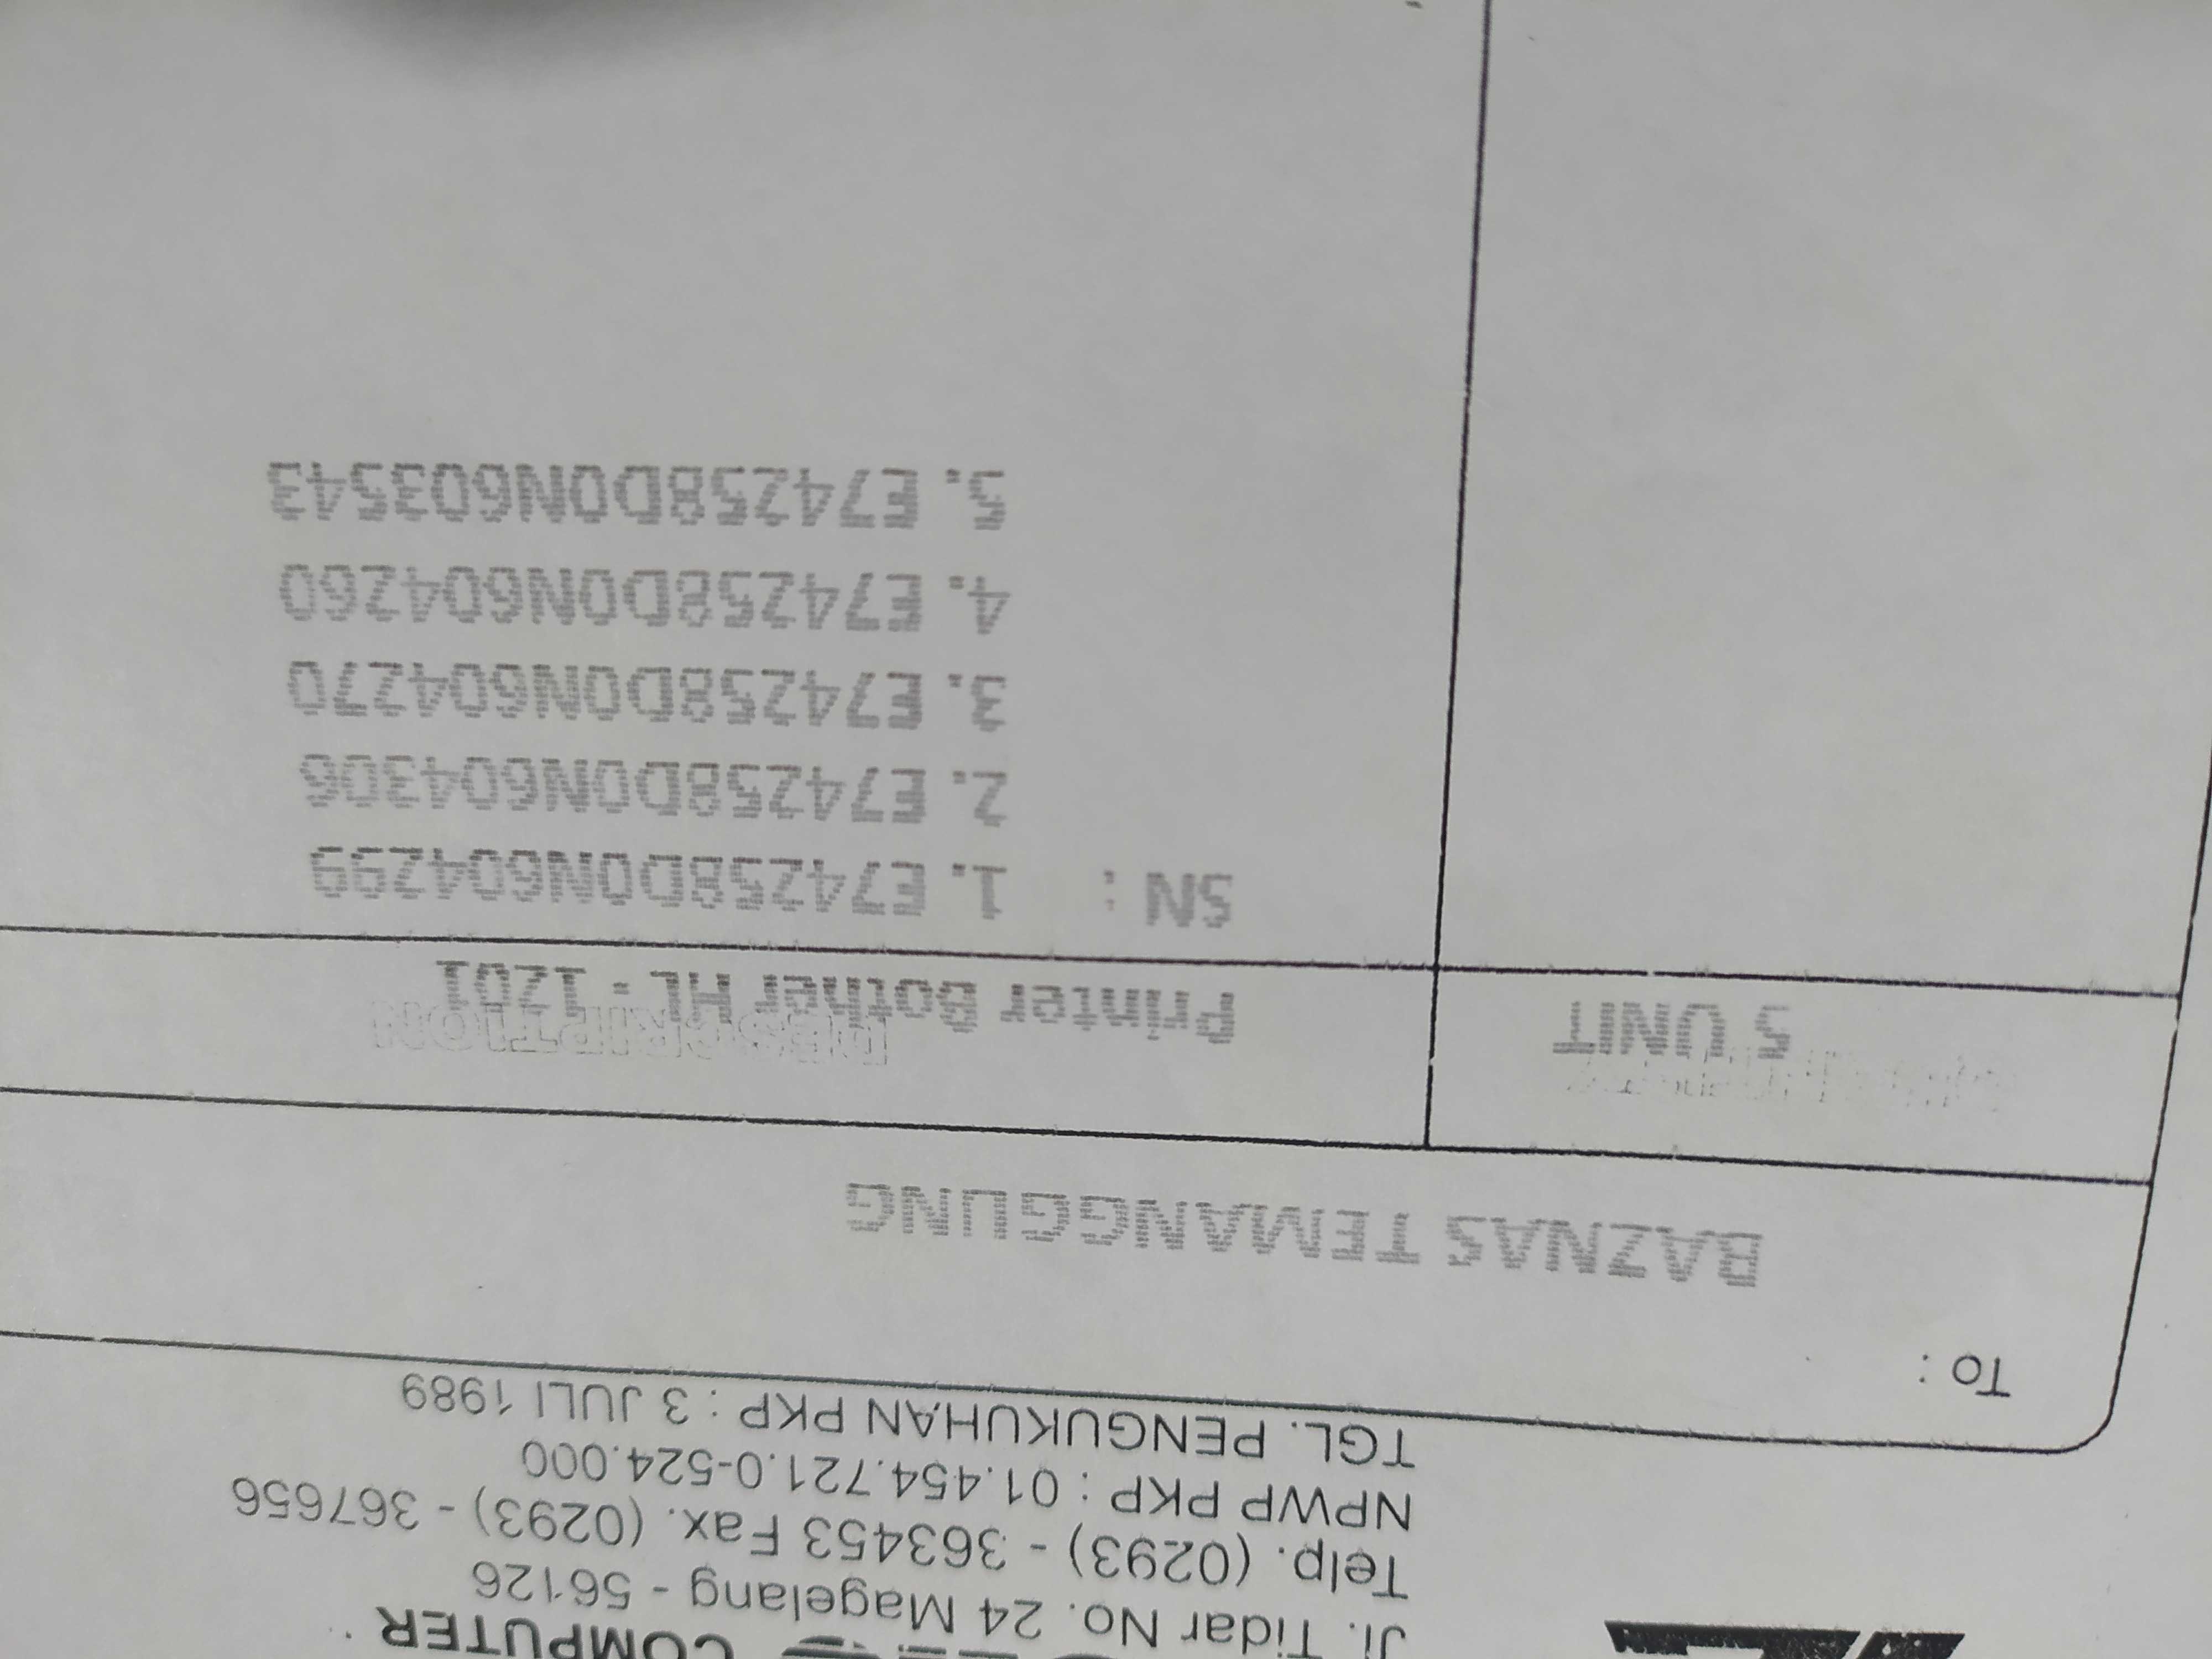 COMPUTER
Jl. Tidar No. 24 Magelang - 56126
Telp. (0293) - 363453 Fax. (0293) - 367656
NPWP PKP : 01.454.721.0-524.000
TGL. PENGUKUHAN PKP : 3 JULI 1989
To :
BAZNAS TEMANGGUNG
DESCRIPTION
5 UNIT Printer Bother HL - 1201
SN : 1. E74258D0N604299
2. E74258D0N604306
3. E74258D0N604270
4. E74258D0N604260
5. E74258D0N603543